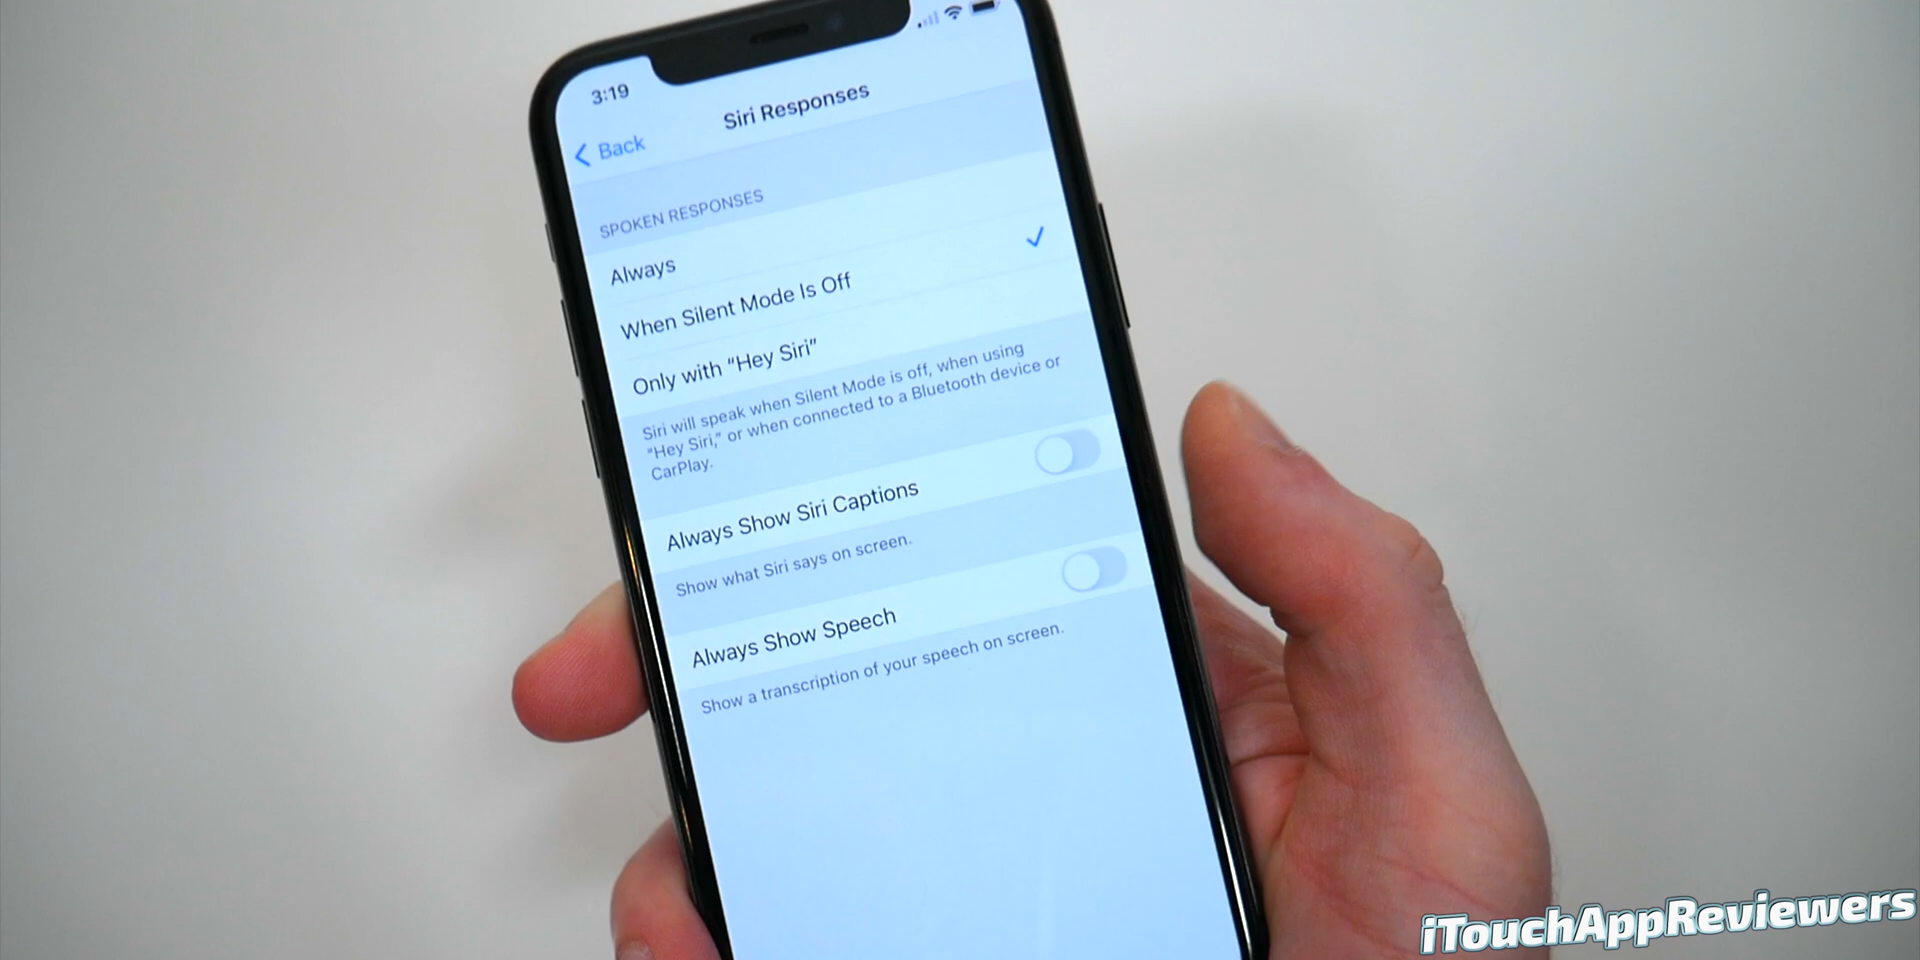 3:19
Siri Responses
Back
SPOKEN RESPONSES
Always
When Silent Mode Is Off
Only with “Hey Siri”
Siri will speak when Silent Mode is off, when using
“Hey Siri,” or when connected to a Bluetooth device or
CarPlay.
Always Show Siri Captions
Show what Siri says on screen.
Always Show Speech
Show a transcription of your speech on screen.
iTouchAppReviewers